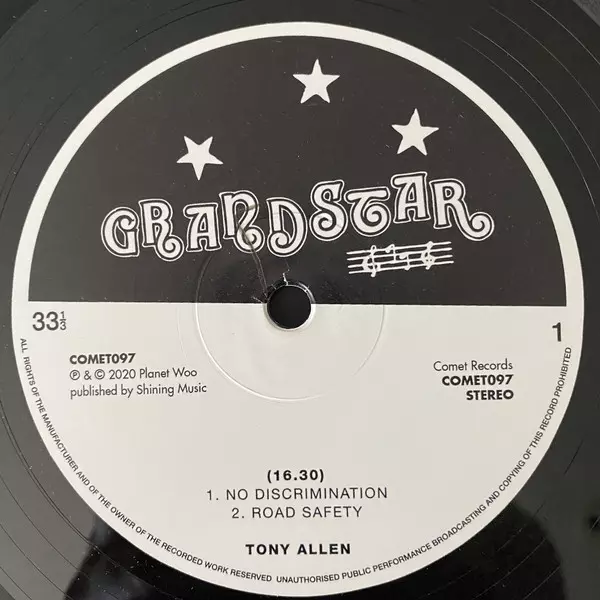 GRANDSTAR
33⅓
1
COMET097
℗ & © 2020 Planet Woo
published by Shining Music
Comet Records
COMET097
STEREO
(16.30)
1. NO DISCRIMINATION
2. ROAD SAFETY
TONY ALLEN
ALL RIGHTS OF THE MANUFACTURER AND OF THE OWNER OF THE RECORDED WORK RESERVED UNAUTHORISED PUBLIC PERFORMANCE BROADCASTING AND COPYING OF THIS RECORD PROHIBITED